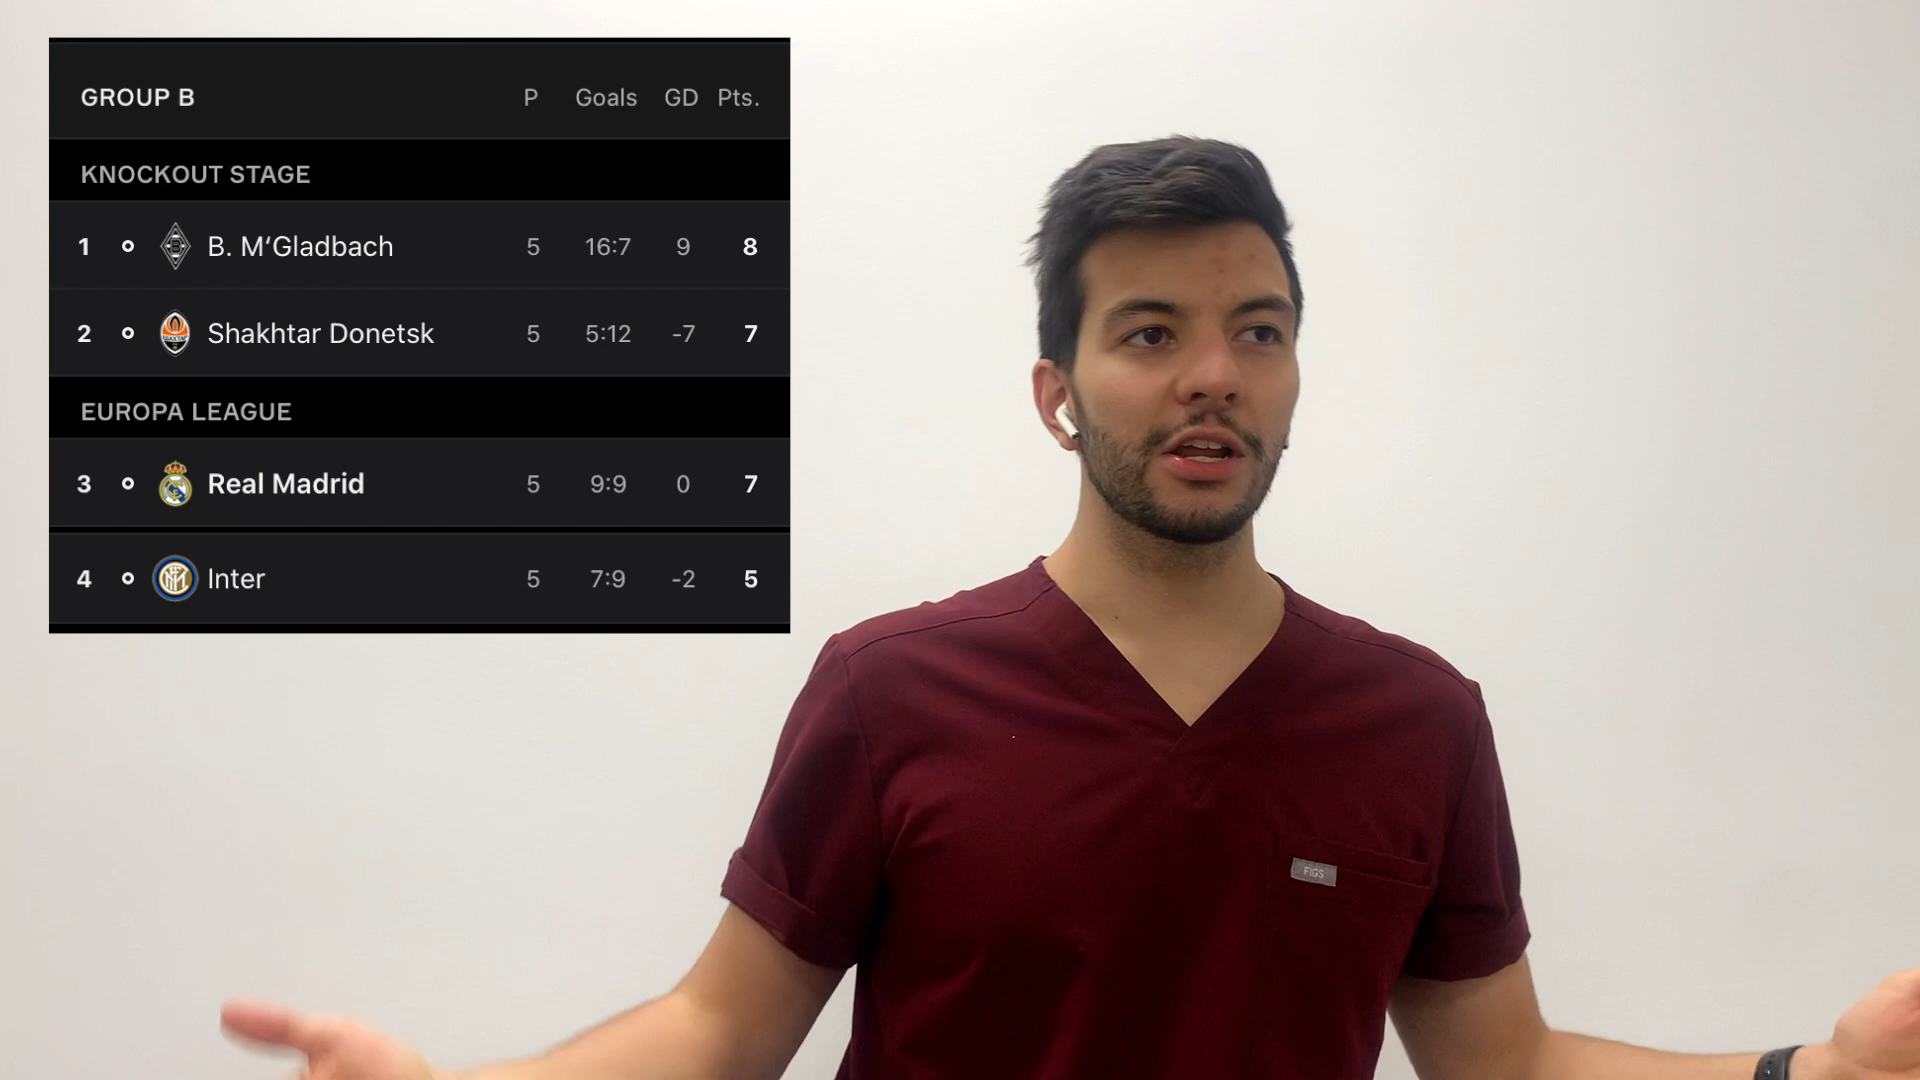 GROUP B P Goals GD Pts.
KNOCKOUT STAGE
1 B. M‘Gladbach 5 16:7 9 8
2 Shakhtar Donetsk 5 5:12 -7 7
EUROPA LEAGUE
3 Real Madrid 5 9:9 0 7
4 Inter 5 7:9 -2 5
FIGS